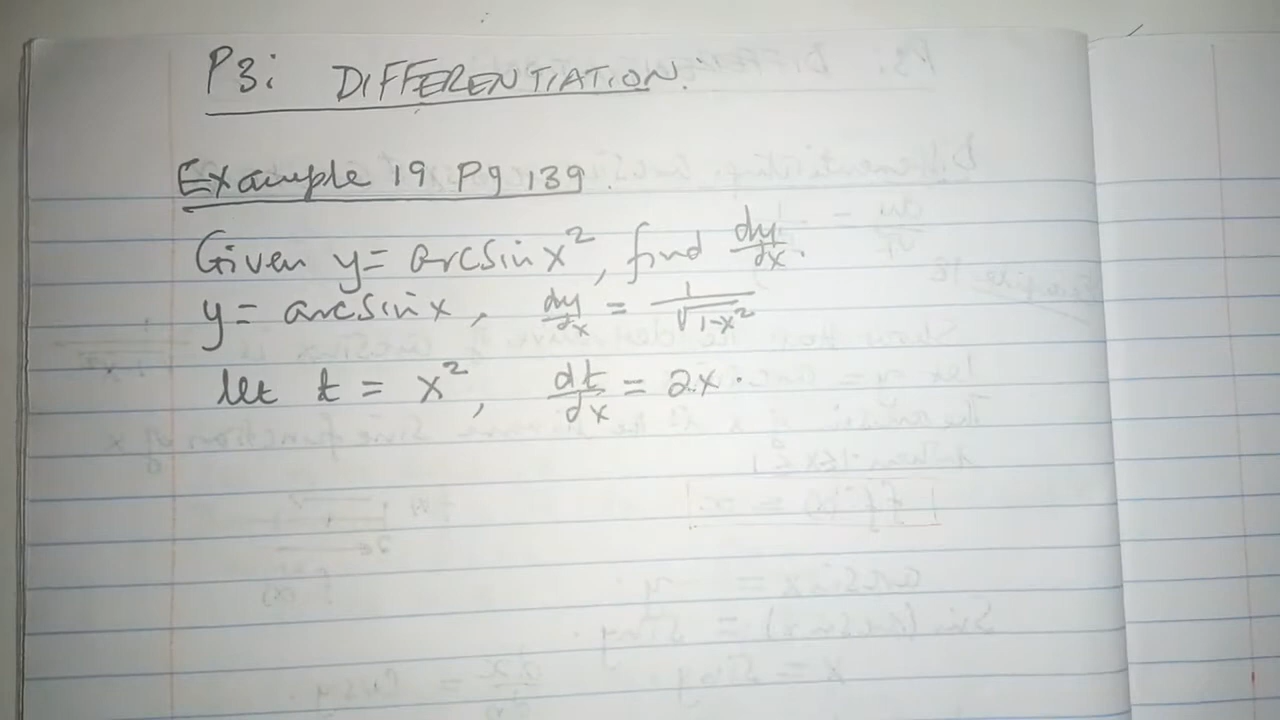 P3: DIFFERENTIATION.
Example 19 Pg 139.
Given y = arcsin x², find dy/dx.
y = arcsin x, dy/dx = 1/√(1-x²)
let t = x², dt/dx = 2x.